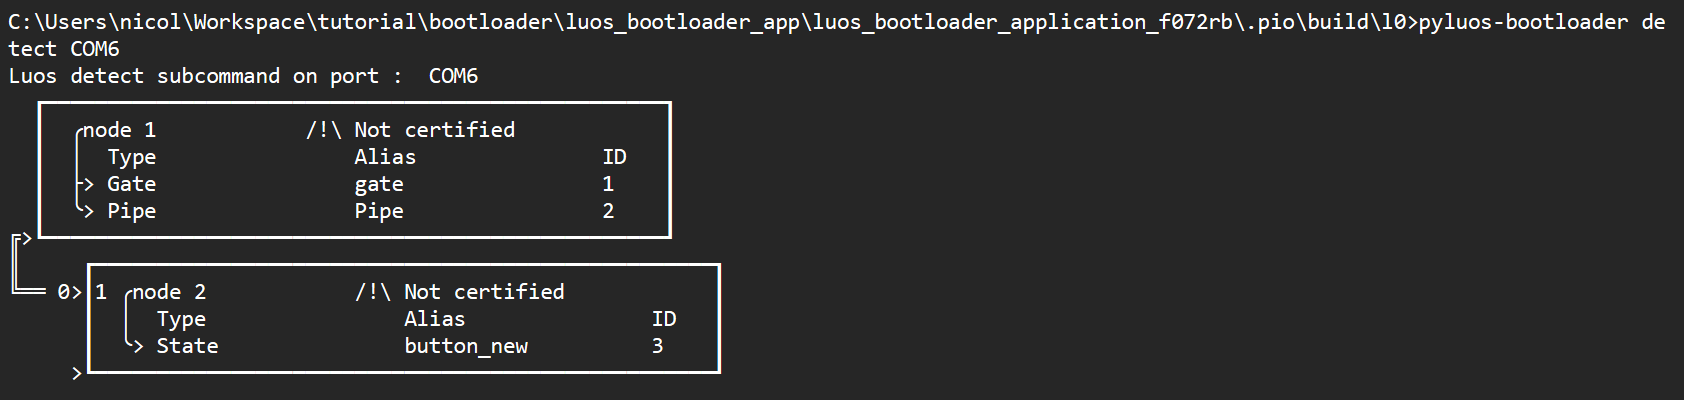 C:\Users\nicol\Workspace\tutorial\bootloader\luos_bootloader_app\luos_bootloader_application_f072rb\.pio\build\l0>pyluos-bootloader de
tect COM6
Luos detect subcommand on port :  COM6
╭node 1            /!\ Not certified
│  Type                Alias               ID
├> Gate                gate                1
╰> Pipe                Pipe                2
╔>
╚══ 0>┃1 ╭node 2            /!\ Not certified
│  Type                Alias               ID
╰> State               button_new          3
>